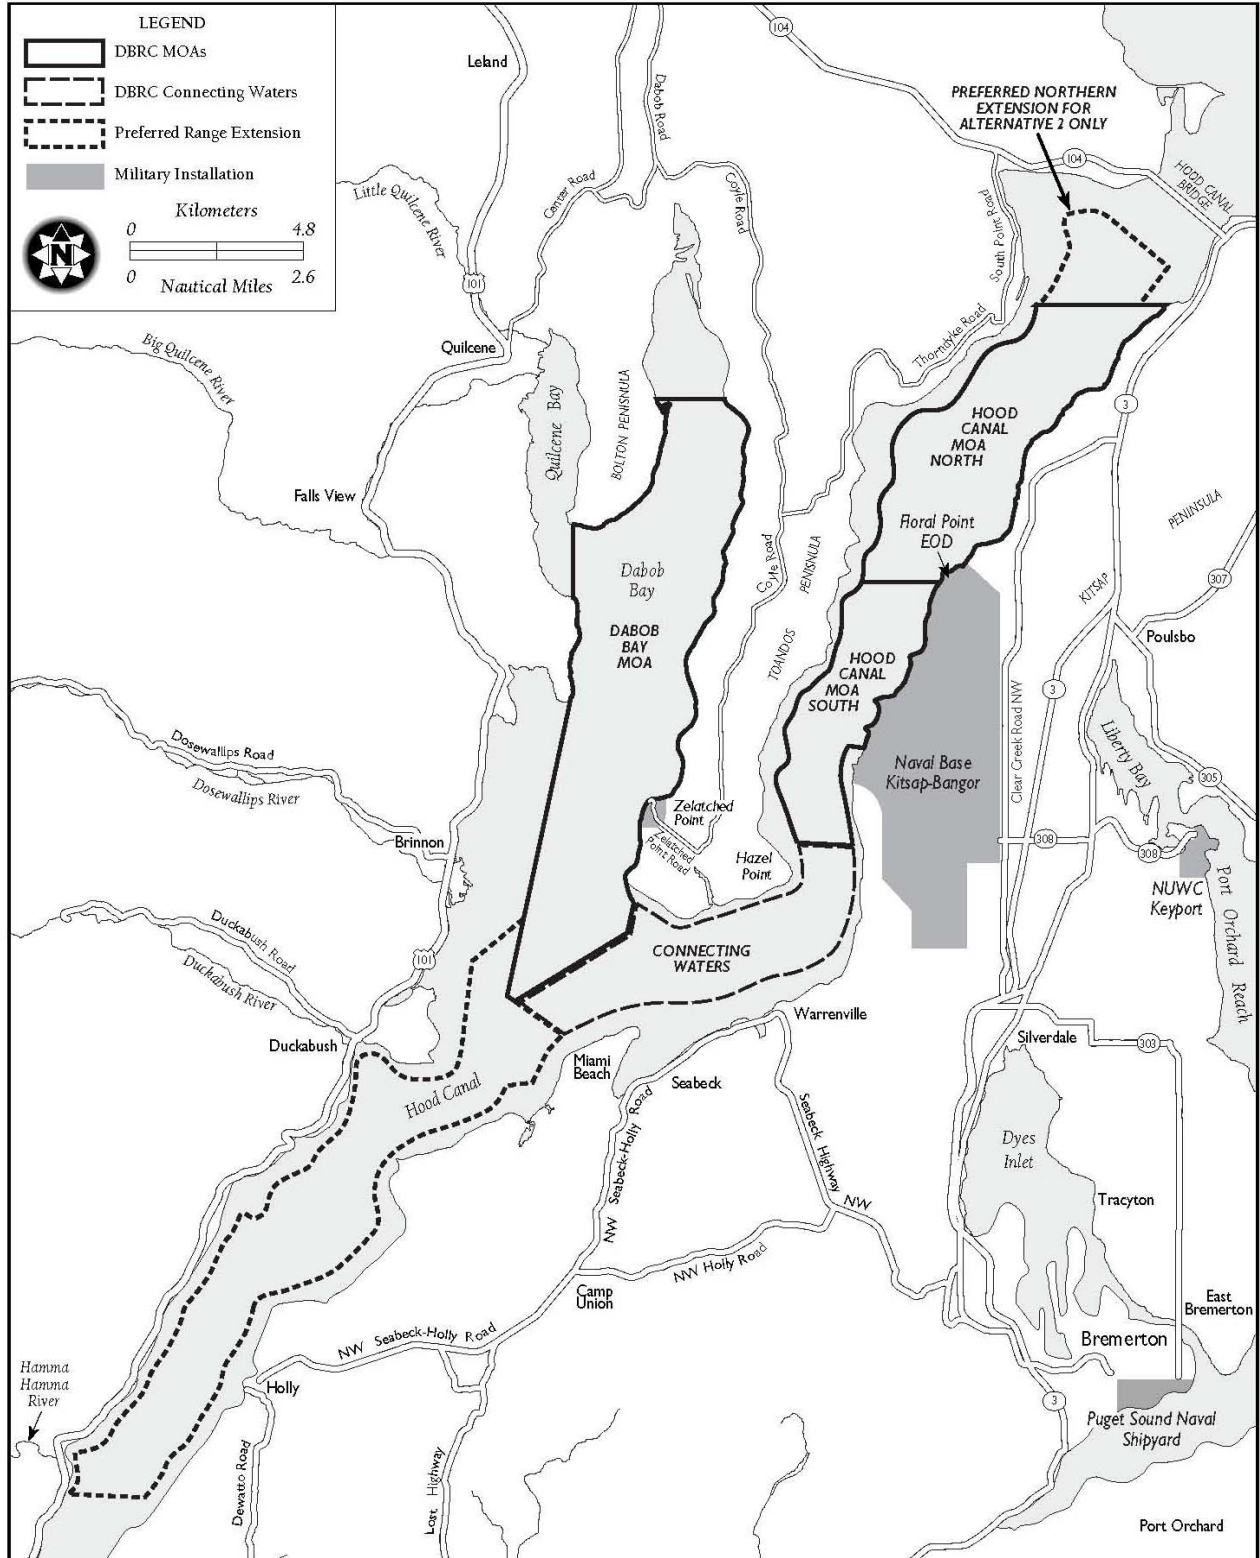 LEGEND
DBRC MOAs
DBRC Connecting Waters
Preferred Range Extension
Military Installation
Kilometers
0 4.8
N
0 2.6
Nautical Miles
104
Leland
Dabob Road
PREFERRED NORTHERN
EXTENSION FOR
ALTERNATIVE 2 ONLY
104
HOOD CANAL
BRIDGE
Little Quilcene
River
Center Road
Coyle Road
South Point Road
101
Thorndyke Road
Big Quilcene River
Quilcene
Quilcene Bay
BOLTON PENISNULA
3
HOOD
CANAL
MOA
NORTH
Falls View
Floral Point
EOD
PENINSULA
Coyle Road
PENISNULA
Dabob
Bay
KITSAP
307
DABOB
BAY
MOA
TOANDOS
HOOD
CANAL
MOA
SOUTH
Poulsbo
3
Clear Creek Road NW
Liberty Bay
Dosewallips Road
Dosewallips River
Naval Base
Kitsap-Bangor
305
Zelatched
Point
Zelatched
Point Road
Brinnon
308
308
Hazel
Point
NUWC
Keyport
Port Orchard Reach
Duckabush Road
Duckabush River
101
CONNECTING
WATERS
Warrenville
Duckabush
Silverdale
303
Miami
Beach
Seabeck
Hood Canal
NW Seabeck-Holly Road
Seabeck Highway NW
Dyes
Inlet
Tracyton
NW Holly Road
Camp
Union
East
Bremerton
NW Seabeck-Holly Road
Bremerton
Hamma
Hamma
River
Holly
3
Puget Sound Naval
Shipyard
Dewatto Road
Lost Highway
Port Orchard